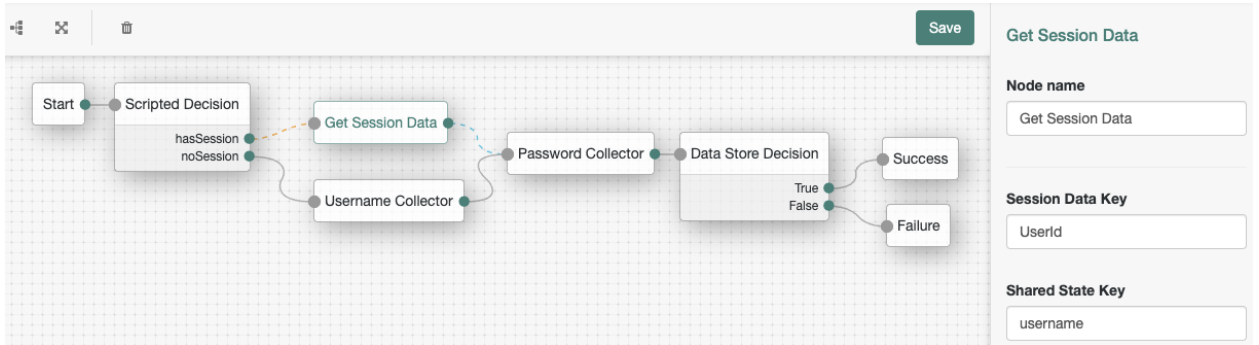 Save
Start
Scripted Decision
hasSession
noSession
Get Session Data
Username Collector
Password Collector
Data Store Decision
True
False
Success
Failure
Get Session Data
Node name
Get Session Data
Session Data Key
UserId
Shared State Key
username